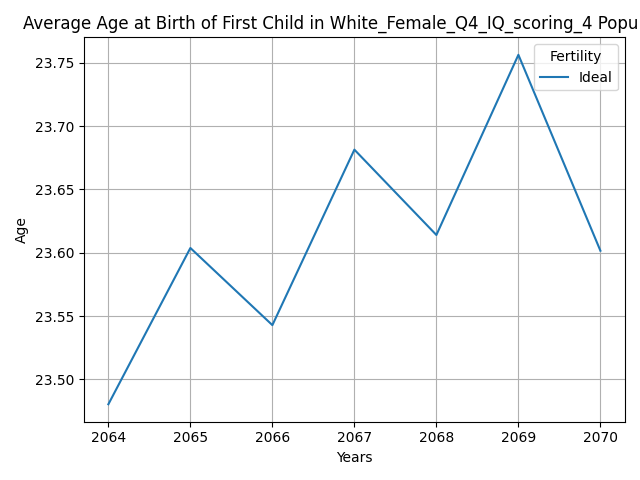 Average Age at Birth of First Child in White_Female_Q4_IQ_scoring_4 Popu
Fertility
Ideal
23.75
23.70
23.65
23.60
23.55
23.50
Age
2064 2065 2066 2067 2068 2069 2070
Years